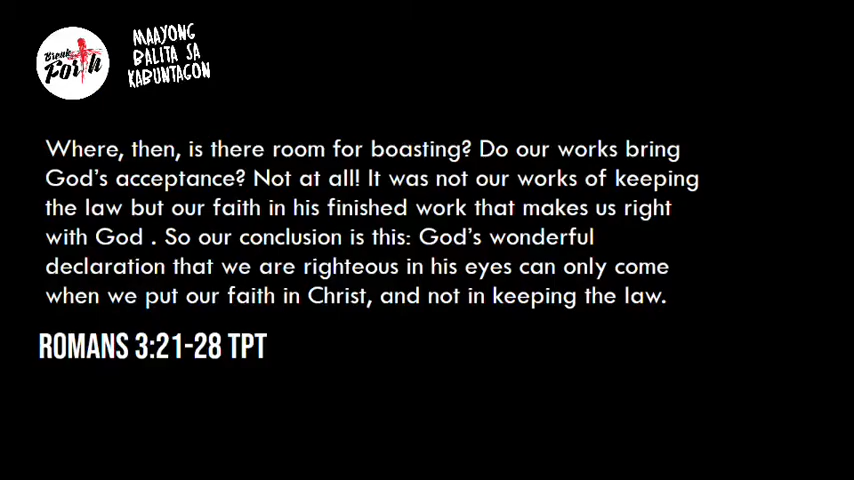 Break
Forth
MAAYONG
BALITA SA
KABUNTAGON
Where, then, is there room for boasting? Do our works bring
God's acceptance? Not at all! It was not our works of keeping
the law but our faith in his finished work that makes us right
with God . So our conclusion is this: God's wonderful
declaration that we are righteous in his eyes can only come
when we put our faith in Christ, and not in keeping the law.
ROMANS 3:21-28 TPT